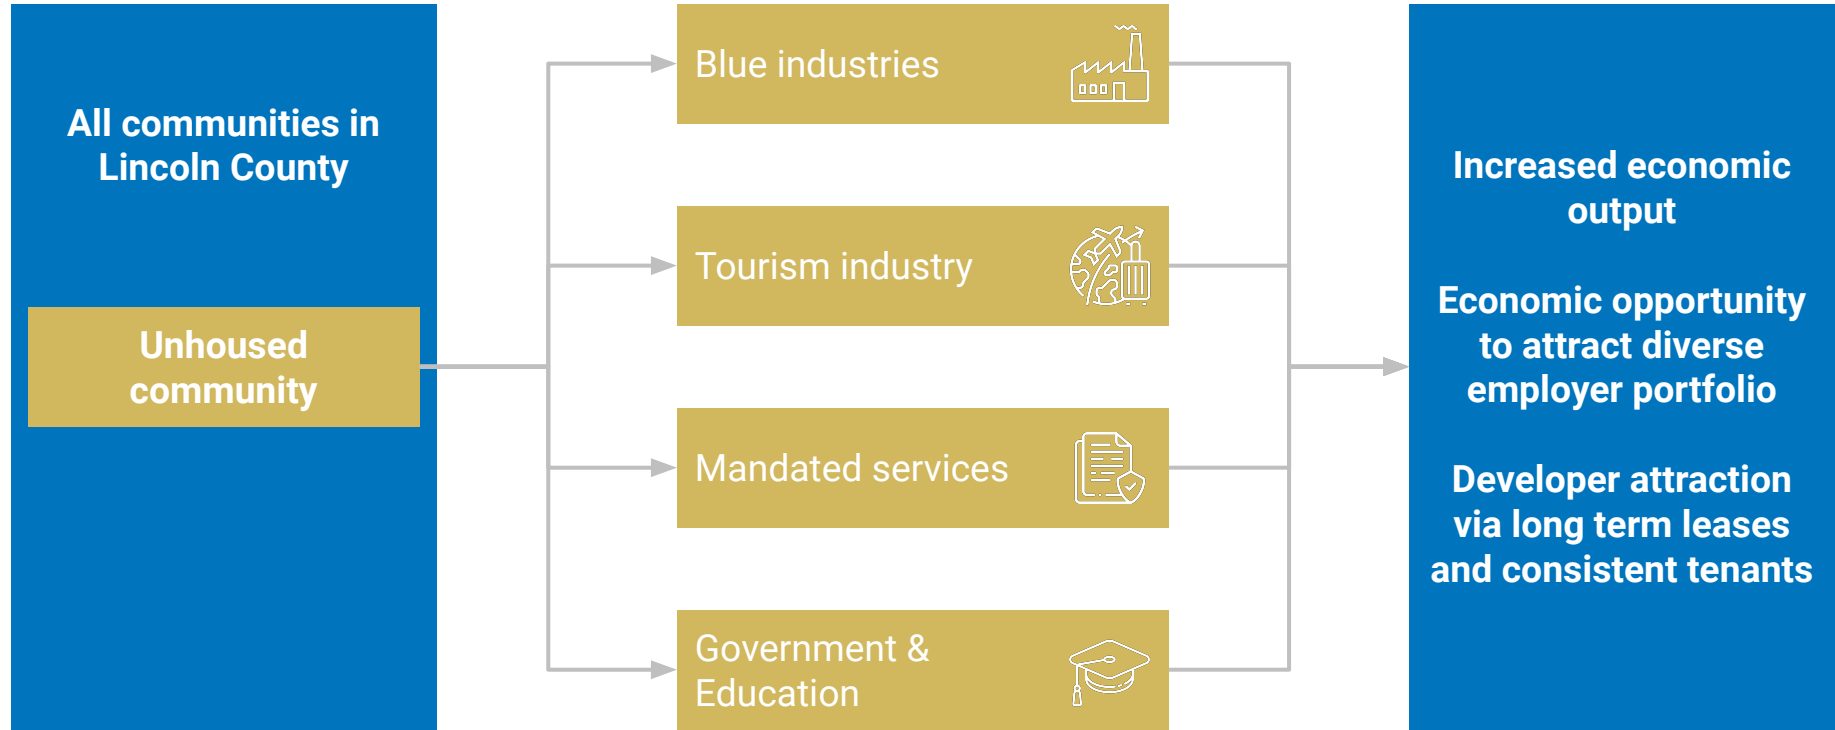 All communities in
Lincoln County
Unhoused
community
Blue industries
Tourism industry
Mandated services
Government &
Education
Increased economic
output
Economic opportunity
to attract diverse
employer portfolio
Developer attraction
via long term leases
and consistent tenants